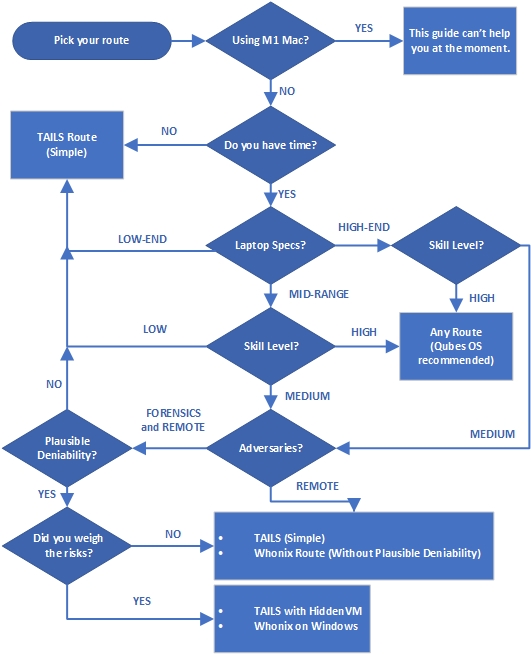 Pick your route
Using M1 Mac?
YES
This guide can't help
you at the moment.
NO
TAILS Route
(Simple)
NO
Do you have time?
YES
LOW-END
Laptop Specs?
HIGH-END
Skill Level?
MID-RANGE
HIGH
LOW
Skill Level?
HIGH
Any Route
(Qubes OS
recommended)
NO
MEDIUM
FORENSICS
and REMOTE
MEDIUM
Plausible
Deniability?
Adversaries?
YES
REMOTE
Did you weigh
the risks?
NO
• TAILS (Simple)
• Whonix Route (Without Plausible Deniability)
YES
• TAILS with HiddenVM
• Whonix on Windows